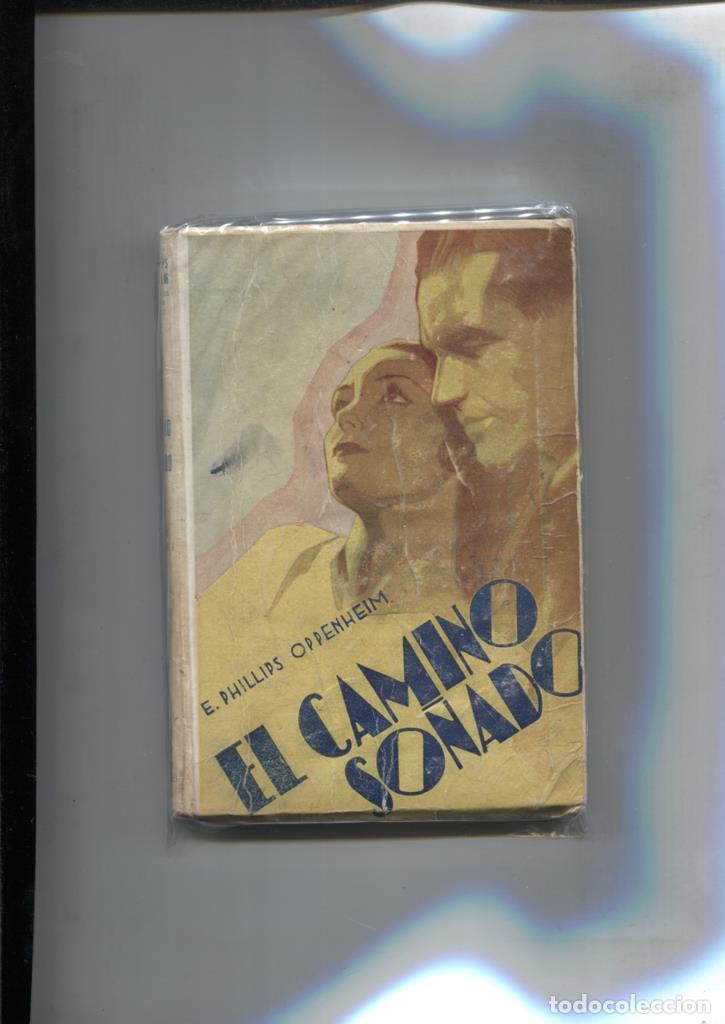 E. PHILLIPS OPPENHEIM
EL CAMINO
SOÑADO
todocoleccion